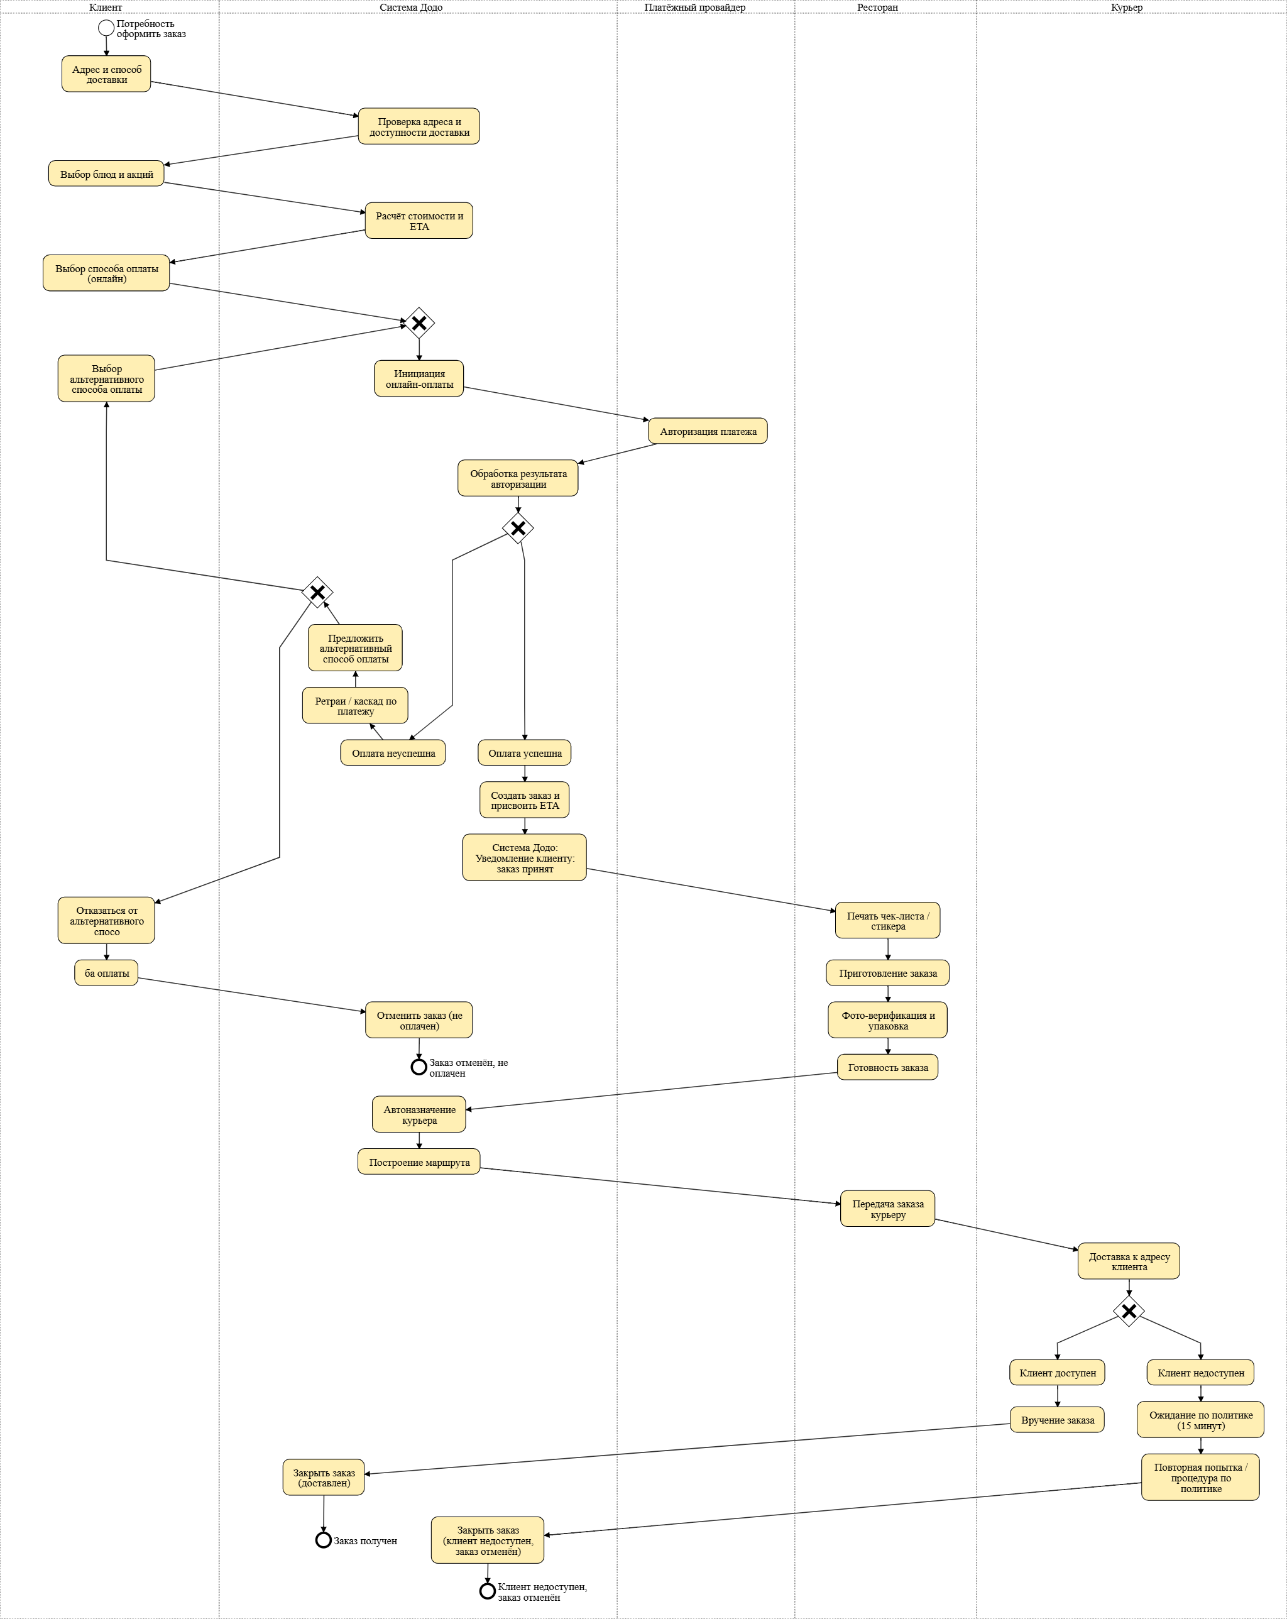 Клиент
Система Додо
Платёжный провайдер
Ресторан
Курьер
Потребность
оформить заказ
Адрес и способ
доставки
Проверка адреса и
доступности доставки
Выбор блюд и акций
Расчёт стоимости и
ETA
Выбор способа оплаты
(онлайн)
Выбор
альтернативного
способа оплаты
Инициация
онлайн-оплаты
Авторизация платежа
Обработка результата
авторизации
Предложить
альтернативный
способ оплаты
Ретраи / каскад по
платежу
Оплата неуспешна
Оплата успешна
Создать заказ и
присвоить ETA
Система Додо:
Уведомление клиенту:
заказ принят
Отказаться от
альтернативного
спосо
Печать чек-листа /
стикера
ба оплаты
Приготовление заказа
Отменить заказ (не
оплачен)
Фото-верификация и
упаковка
Заказ отменён, не
оплачен
Готовность заказа
Автоназначение
курьера
Построение маршрута
Передача заказа
курьеру
Доставка к адресу
клиента
Клиент доступен
Клиент недоступен
Вручение заказа
Ожидание по политике
(15 минут)
Закрыть заказ
(доставлен)
Повторная попытка /
процедура по
политике
Заказ получен
Закрыть заказ
(клиент недоступен,
заказ отменён)
Клиент недоступен,
заказ отменён